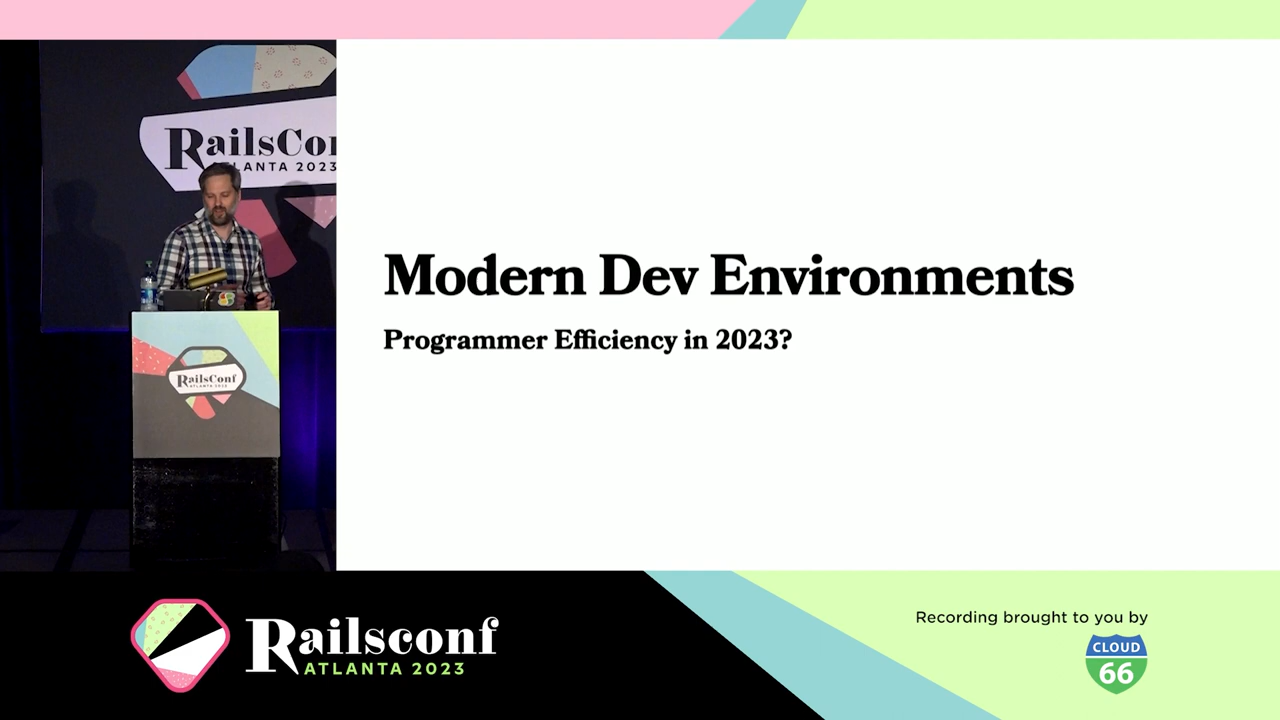 RailsCon
ATLANTA 2023
RailsConf
ATLANTA 2023
Modern Dev Environments
Programmer Efficiency in 2023?
Railsconf
ATLANTA 2023
Recording brought to you by
CLOUD
66